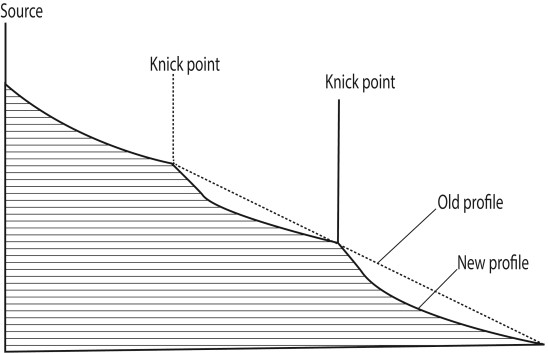 Source
Knick point
Knick point
Old profile
New profile